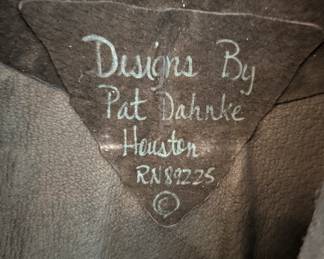 Designs By
Pat Dahnke
Houston
RN89225
©